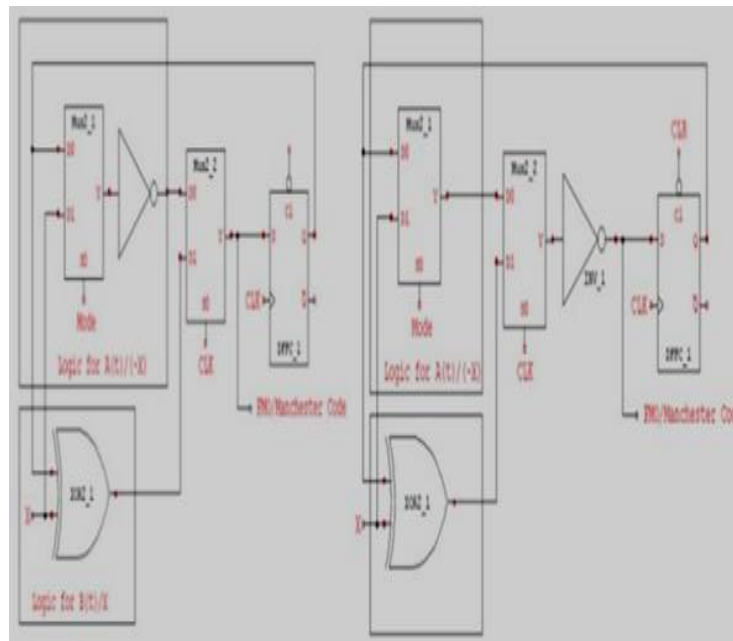 Mux2_1
D0
D1
Y
s0
Mode
Logic for A(t)/(-X)
Mux2_2
D0
D1
Y
s0
CLK
Cl
D
Q
CLK
DFFC_1
FM0/Manchester Code
X
XOR2_1
Logic for B(t)/X
Mux2_1
D0
D1
Y
s0
Mode
Logic for A(t)/(-X)
Mux2_2
D0
D1
Y
s0
CLK
INV_1
CLR
Cl
Q
CLK
DFFC_1
FM0/Manchester Co
X
XOR2_1